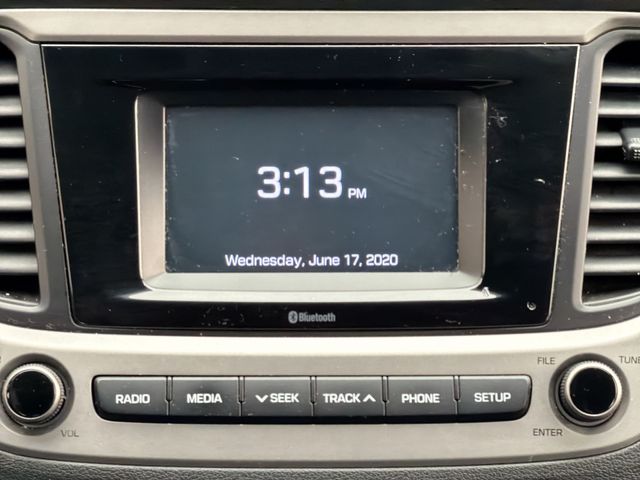 3:13 PM
Wednesday, June 17, 2020
Bluetooth
FILE TUNE
RADIO MEDIA SEEK TRACK PHONE SETUP
VOL ENTER